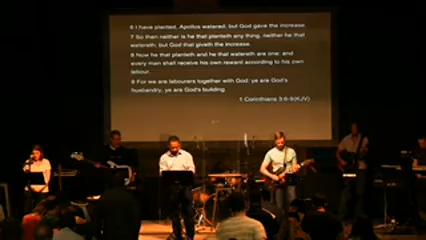 6 I have planted, Apollos watered; but God gave the increase.
7 So then neither is he that planteth any thing, neither he that
watereth; but God that giveth the increase.
8 Now he that planteth and he that watereth are one: and
every man shall receive his own reward according to his own
labour.
9 For we are labourers together with God: ye are God's
husbandry, ye are God's building.
1 Corinthians 3:6-9(KJV)